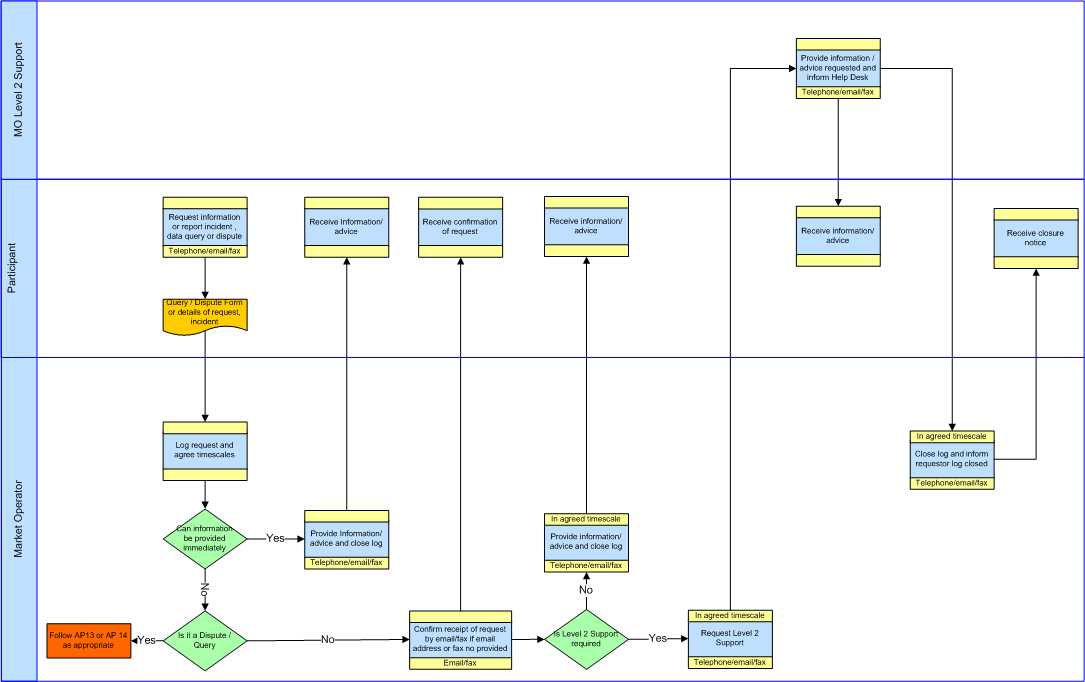 MO Level 2 Support
Provide information /
advice requested and
inform Help Desk
Telephone/email/fax
Participant
Request information
or report incident ,
data query or dispute
Telephone/email/fax
Receive Information/
advice
Receive confirmation
of request
Receive information/
advice
Receive information/
advice
Receive closure
notice
Query / Dispute Form
or details of request,
incident
Market Operator
Log request and
agree timescales
In agreed timescale
Close log and inform
requestor log closed
Telephone/email/fax
Can information
be provided
immediately
Yes
Provide Information/
advice and close log
Telephone/email/fax
In agreed timescale
Provide information/
advice and close log
Telephone/email/fax
No
No
Follow AP13 or AP 14
as appropriate
Yes
Is it a Dispute /
Query
No
Confirm receipt of request
by email/fax if email
address or fax no provided
Email/fax
Is Level 2 Support
required
Yes
In agreed timescale
Request Level 2
Support
Telephone/email/fax